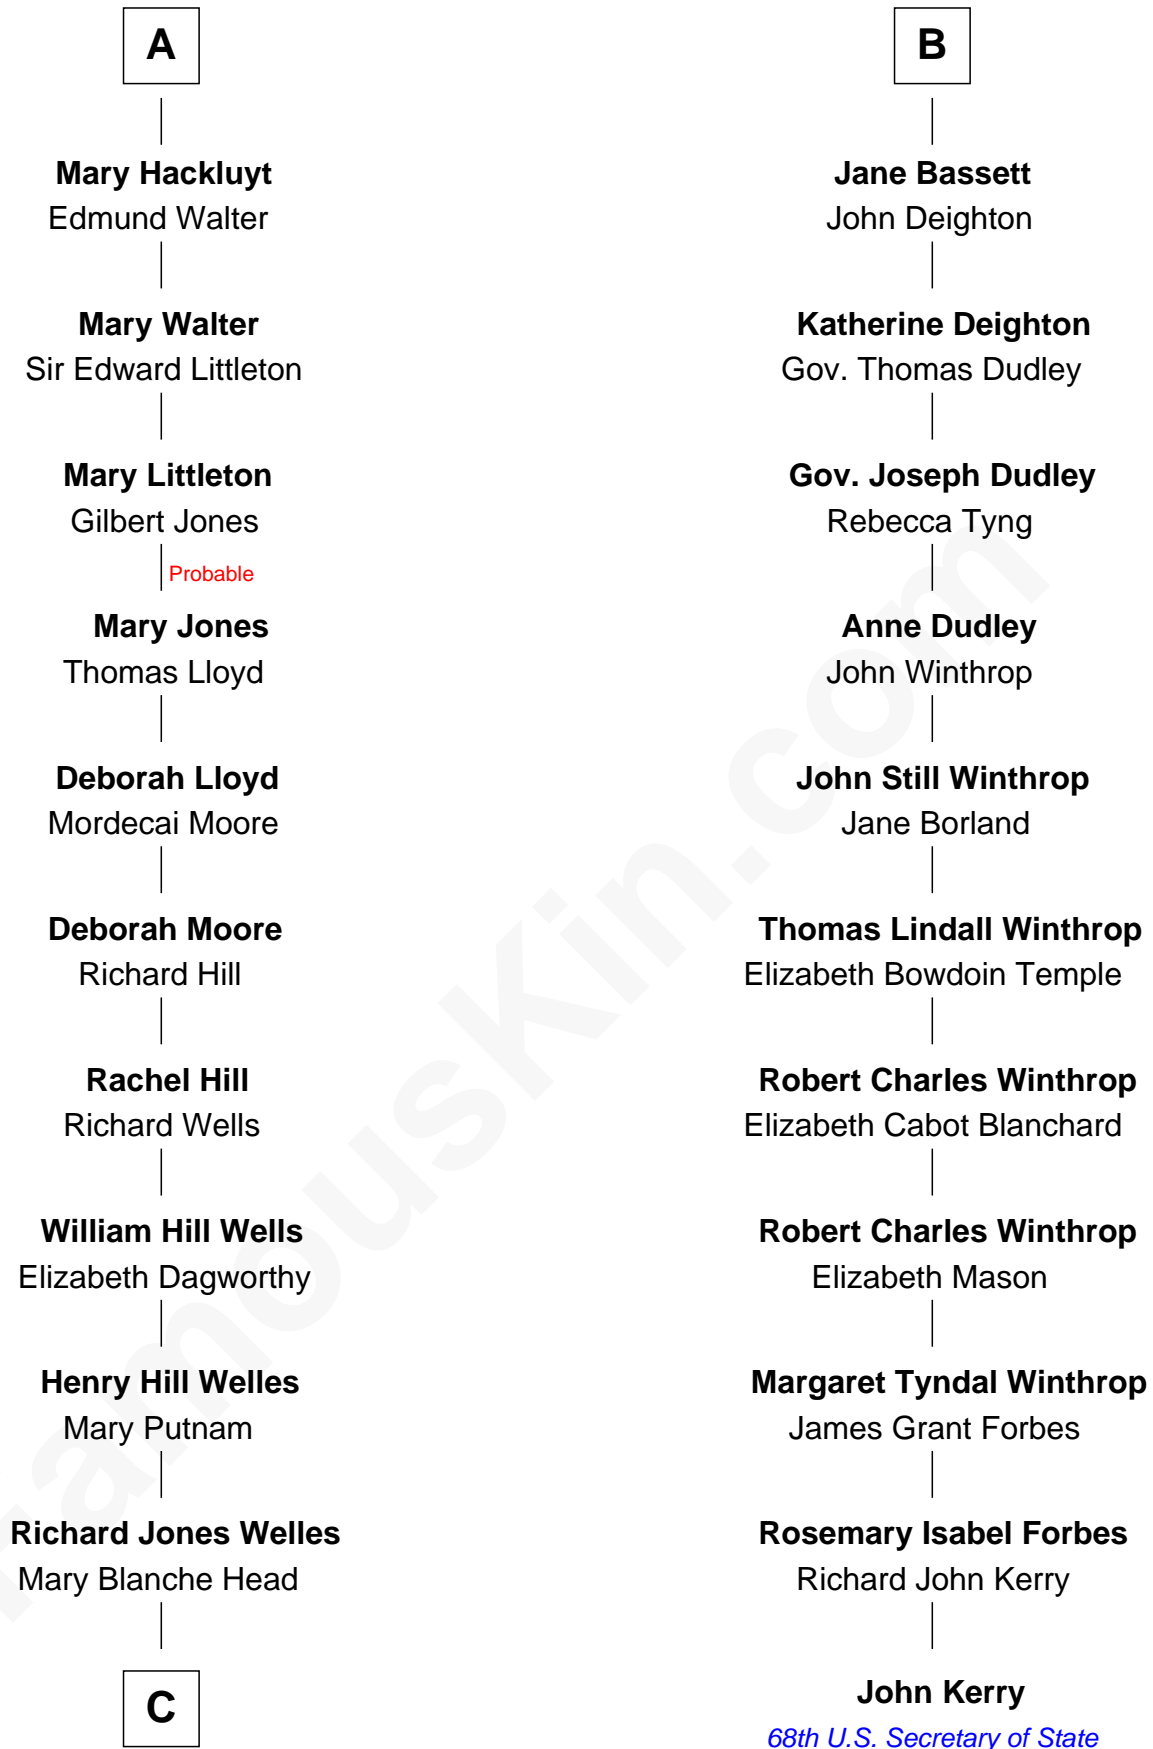 A
Mary Hackluyt
Edmund Walter
Mary Walter
Sir Edward Littleton
Mary Littleton
Gilbert Jones
Probable
Mary Jones
Thomas Lloyd
Deborah Lloyd
Mordecai Moore
Deborah Moore
Richard Hill
Rachel Hill
Richard Wells
William Hill Wells
Elizabeth Dagworthy
Henry Hill Welles
Mary Putnam
Richard Jones Welles
Mary Blanche Head
C
B
Jane Bassett
John Deighton
Katherine Deighton
Gov. Thomas Dudley
Gov. Joseph Dudley
Rebecca Tyng
Anne Dudley
John Winthrop
John Still Winthrop
Jane Borland
Thomas Lindall Winthrop
Elizabeth Bowdoin Temple
Robert Charles Winthrop
Elizabeth Cabot Blanchard
Robert Charles Winthrop
Elizabeth Mason
Margaret Tyndal Winthrop
James Grant Forbes
Rosemary Isabel Forbes
Richard John Kerry
John Kerry
68th U.S. Secretary of State
FamousKin.com